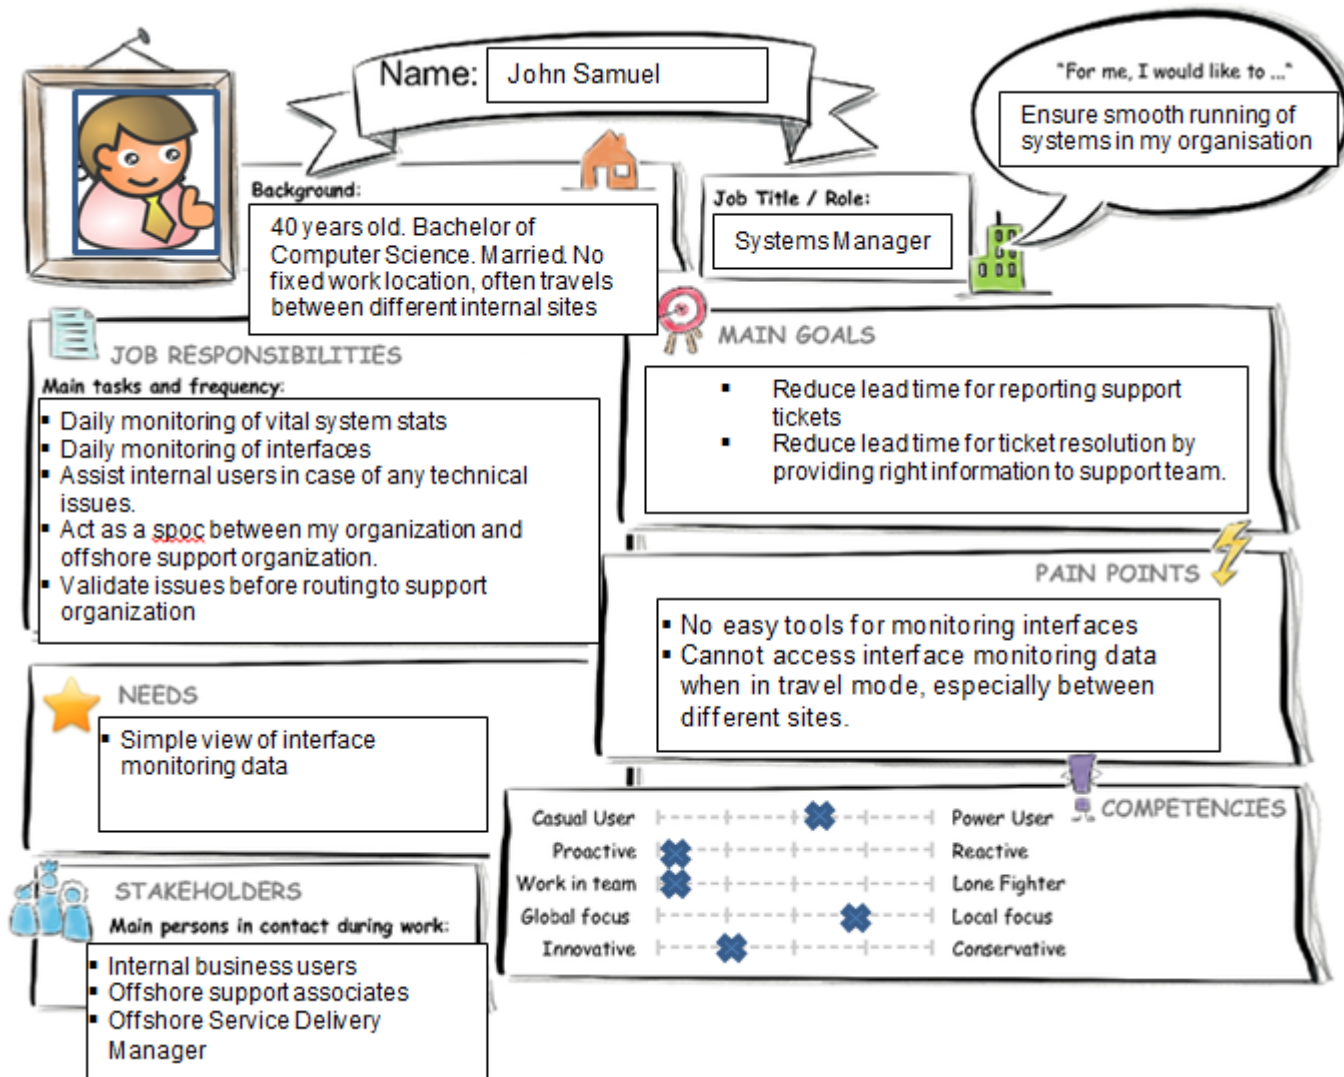 Name:
John Samuel
"For me, I would like to ..."
Ensure smooth running of
systems in my organisation
Background:
40 years old. Bachelor of
Computer Science. Married. No
fixed work location, often travels
between different internal sites
Job Title / Role:
Systems Manager
JOB RESPONSIBILITIES
Main tasks and frequency:
▪ Daily monitoring of vital system stats
▪ Daily monitoring of interfaces
▪ Assist internal users in case of any technical
issues.
▪ Act as a spoc between my organization and
offshore support organization.
▪ Validate issues before routing to support
organization
MAIN GOALS
▪ Reduce lead time for reporting support
tickets
▪ Reduce lead time for ticket resolution by
providing right information to support team.
PAIN POINTS
▪ No easy tools for monitoring interfaces
▪ Cannot access interface monitoring data
when in travel mode, especially between
different sites.
NEEDS
▪ Simple view of interface
monitoring data
COMPETENCIES
Casual User Power User
Proactive Reactive
Work in team Lone Fighter
Global focus Local focus
Innovative Conservative
STAKEHOLDERS
Main persons in contact during work:
▪ Internal business users
▪ Offshore support associates
▪ Offshore Service Delivery
Manager